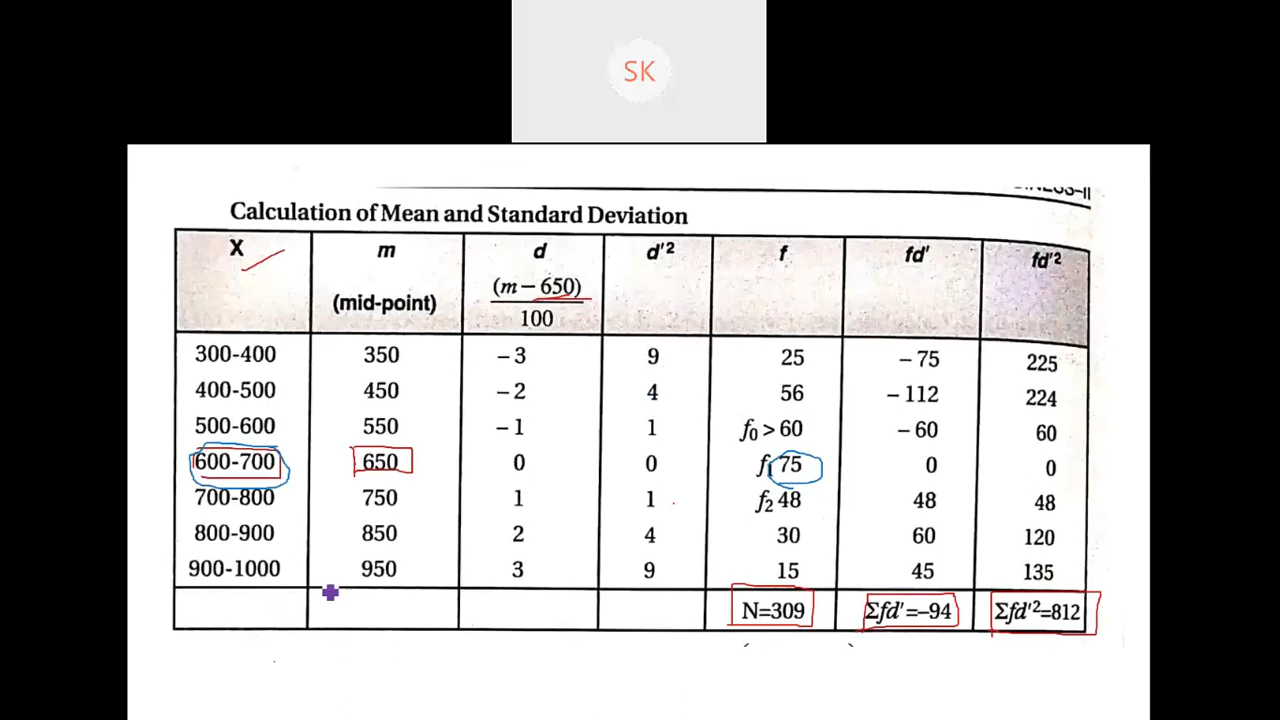 SK
Calculation of Mean and Standard Deviation
X m d d'² f fd' fd'²
(mid-point) (m – 650) / 100
300-400 350 – 3 9 25 – 75 225
400-500 450 – 2 4 56 – 112 224
500-600 550 – 1 1 f₀ > 60 – 60 60
600-700 650 0 0 f₁ 75 0 0
700-800 750 1 1 f₂ 48 48 48
800-900 850 2 4 30 60 120
900-1000 950 3 9 15 45 135
N=309 Σfd'=–94 Σfd'²=812